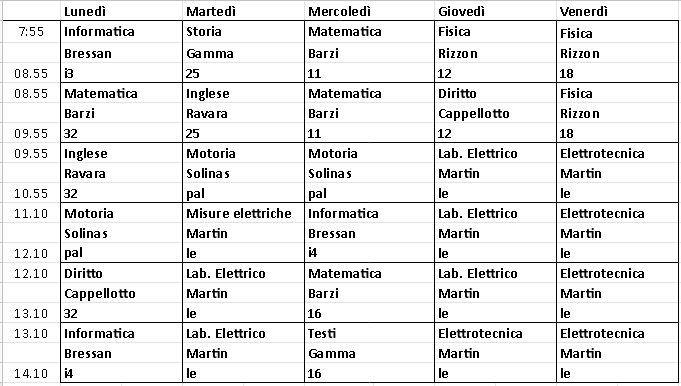 Lunedì Martedì Mercoledì Giovedì Venerdì
7:55 Informatica Storia Matematica Fisica Fisica
Bressan Gamma Barzi Rizzon Rizzon
08.55 i3 25 11 12 18
08.55 Matematica Inglese Matematica Diritto Fisica
Barzi Ravara Barzi Cappellotto Rizzon
09.55 32 25 11 12 18
09.55 Inglese Motoria Motoria Lab. Elettrico Elettrotecnica
Ravara Solinas Solinas Martin Martin
10.55 32 pal pal le le
11.10 Motoria Misure elettriche Informatica Lab. Elettrico Elettrotecnica
Solinas Martin Bressan Martin Martin
12.10 pal le i4 le le
12.10 Diritto Lab. Elettrico Matematica Lab. Elettrico Elettrotecnica
Cappellotto Martin Barzi Martin Martin
13.10 32 le 16 le le
13.10 Informatica Lab. Elettrico Testi Elettrotecnica Elettrotecnica
Bressan Martin Gamma Martin Martin
14.10 i4 le 16 le le